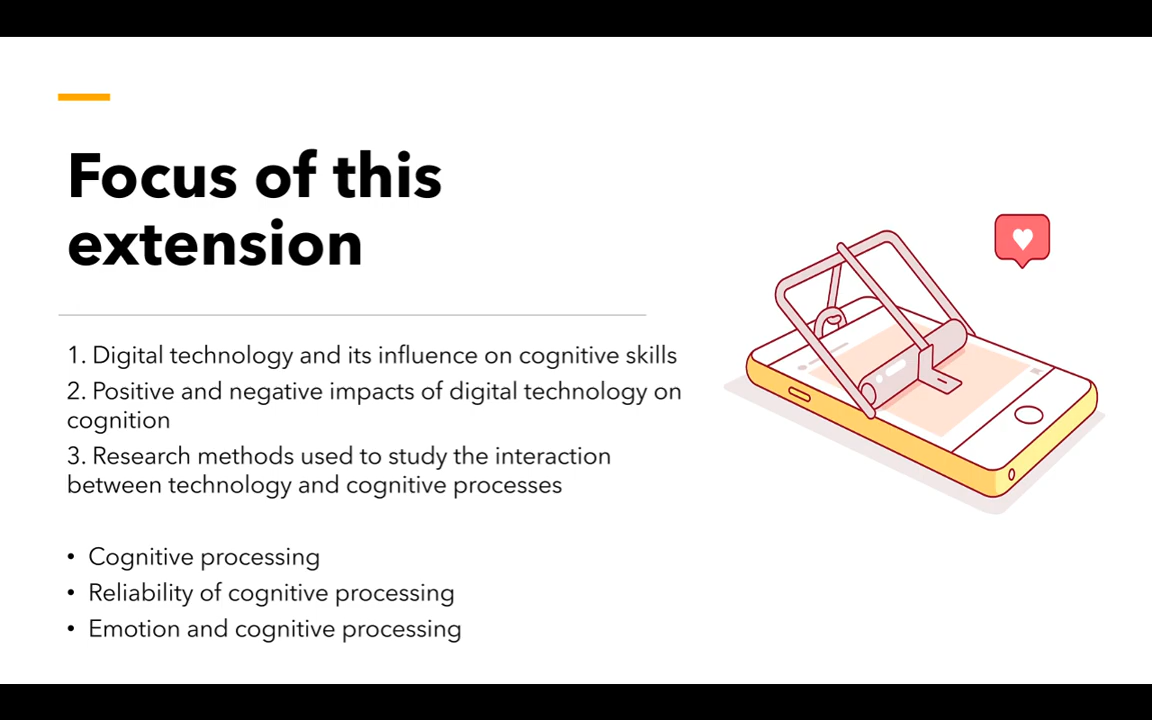 Focus of this
extension
1. Digital technology and its influence on cognitive skills
2. Positive and negative impacts of digital technology on
cognition
3. Research methods used to study the interaction
between technology and cognitive processes
• Cognitive processing
• Reliability of cognitive processing
• Emotion and cognitive processing